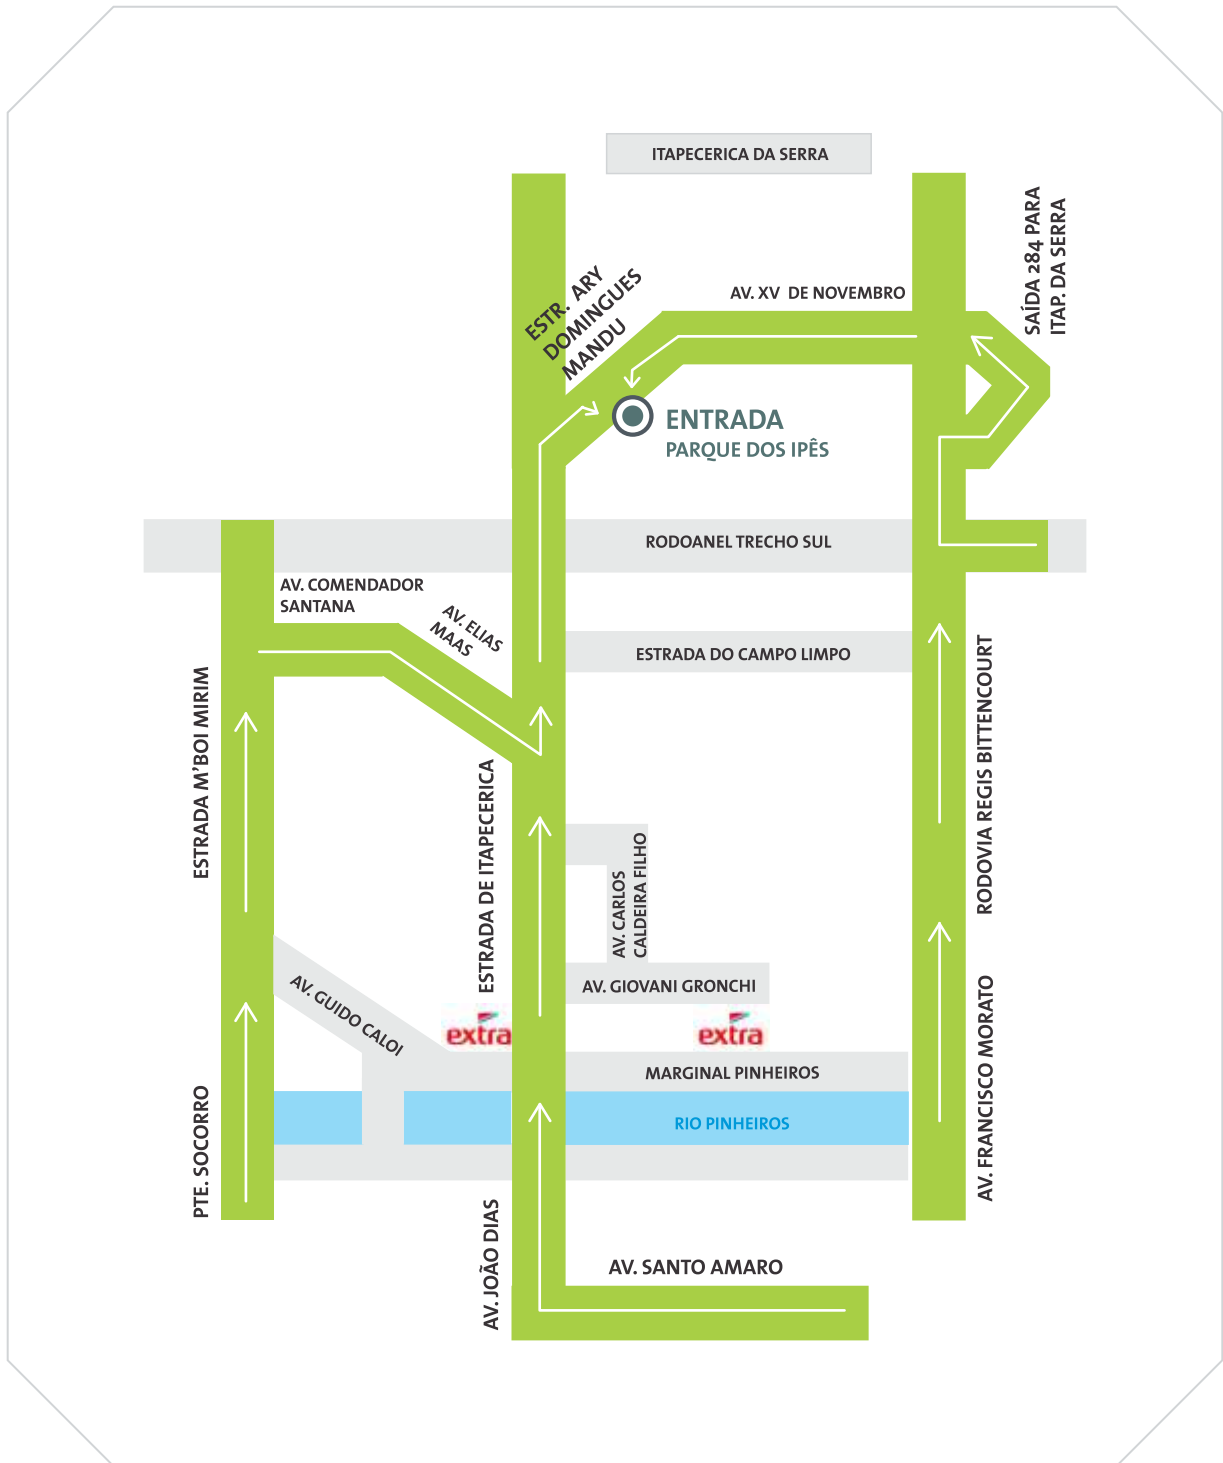 ITAPECERICA DA SERRA
SAÍDA 284 PARA
ITAP. DA SERRA
AV. XV DE NOVEMBRO
ESTR. ARY
DOMINGUES
MANDU
ENTRADA
PARQUE DOS IPÊS
RODOANEL TRECHO SUL
AV. COMENDADOR
SANTANA
AV. ELIAS
MAAS
ESTRADA DO CAMPO LIMPO
ESTRADA M'BOI MIRIM
ESTRADA DE ITAPECERICA
RODOVIA REGIS BITTENCOURT
AV. CARLOS
CALDEIRA FILHO
AV. GIOVANI GRONCHI
AV. GUIDO CALOI
extra
extra
MARGINAL PINHEIROS
RIO PINHEIROS
PTE. SOCORRO
AV. FRANCISCO MORATO
AV. JOÃO DIAS
AV. SANTO AMARO